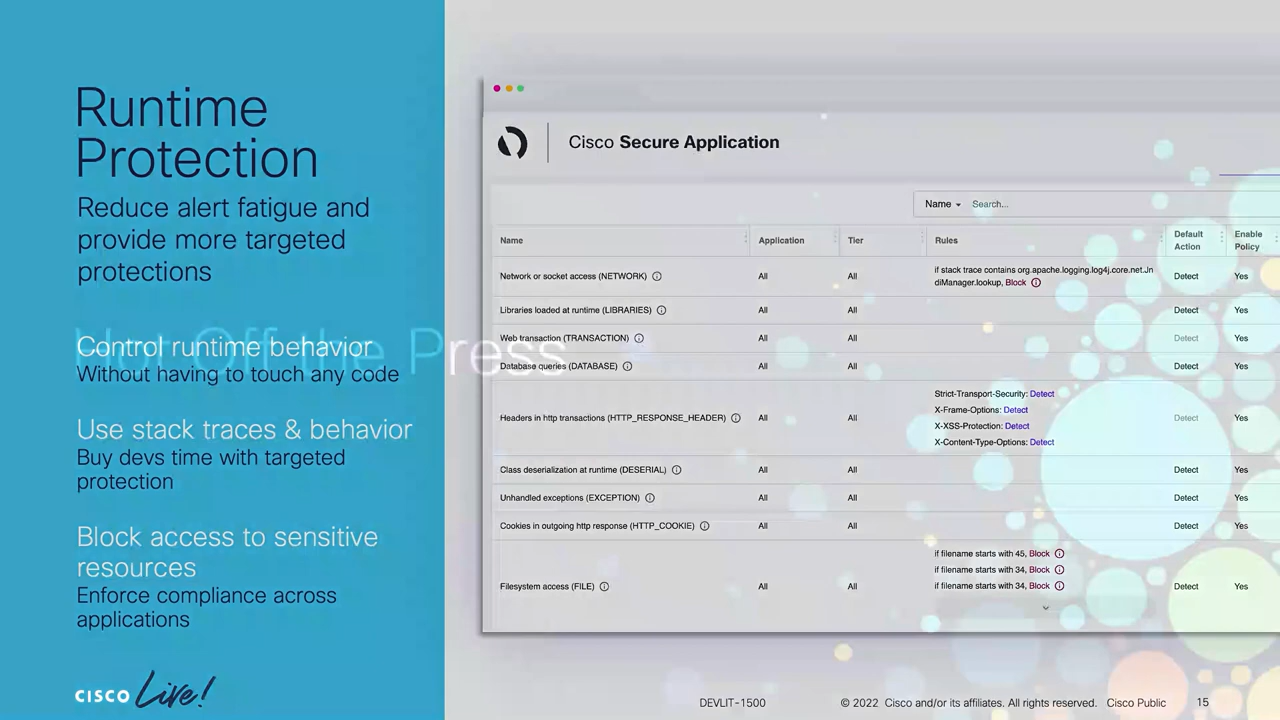 Runtime
Protection
Reduce alert fatigue and
provide more targeted
protections
Hot Off the Press
Control runtime behavior
Without having to touch any code
Use stack traces & behavior
Buy devs time with targeted
protection
Block access to sensitive
resources
Enforce compliance across
applications
CISCO Live!
Cisco Secure Application
Name Search...
Name Application Tier Rules Default Action Enable Policy
Network or socket access (NETWORK) All All if stack trace contains org.apache.logging.log4j.core.net.Jn Detect Yes
diManager.lookup, Block
Libraries loaded at runtime (LIBRARIES) All All Detect Yes
Web transaction (TRANSACTION) All All Detect Yes
Database queries (DATABASE) All All Detect Yes
Strict-Transport-Security: Detect
X-Frame-Options: Detect
Headers in http transactions (HTTP_RESPONSE_HEADER) All All Detect Yes
X-XSS-Protection: Detect
X-Content-Type-Options: Detect
Class deserialization at runtime (DESERIAL) All All Detect Yes
Unhandled exceptions (EXCEPTION) All All Detect Yes
Cookies in outgoing http response (HTTP_COOKIE) All All Detect Yes
if filename starts with 45, Block
if filename starts with 34, Block
Filesystem access (FILE) All All if filename starts with 34, Block Detect Yes
DEVLIT-1500 © 2022 Cisco and/or its affiliates. All rights reserved. Cisco Public 15